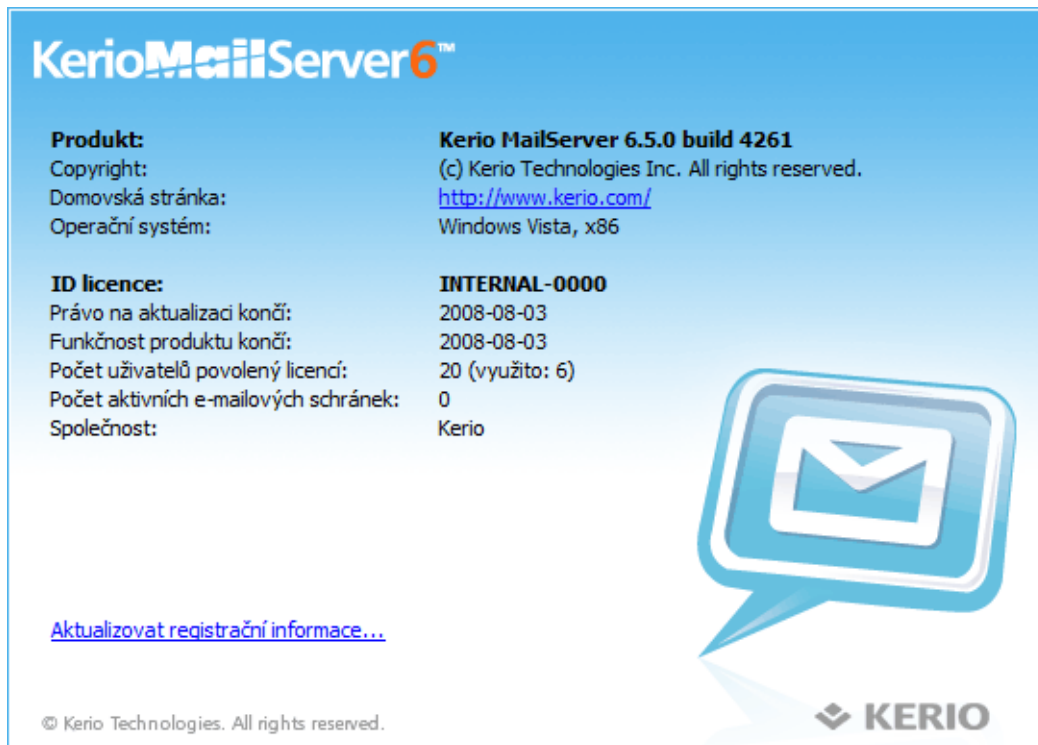 KerioMailServer6™
Produkt: Kerio MailServer 6.5.0 build 4261
Copyright: (c) Kerio Technologies Inc. All rights reserved.
Domovská stránka: http://www.kerio.com/
Operační systém: Windows Vista, x86
ID licence: INTERNAL-0000
Právo na aktualizaci končí: 2008-08-03
Funkčnost produktu končí: 2008-08-03
Počet uživatelů povolený licencí: 20 (využito: 6)
Počet aktivních e-mailových schránek: 0
Společnost: Kerio
Aktualizovat registrační informace...
© Kerio Technologies. All rights reserved.
KERIO